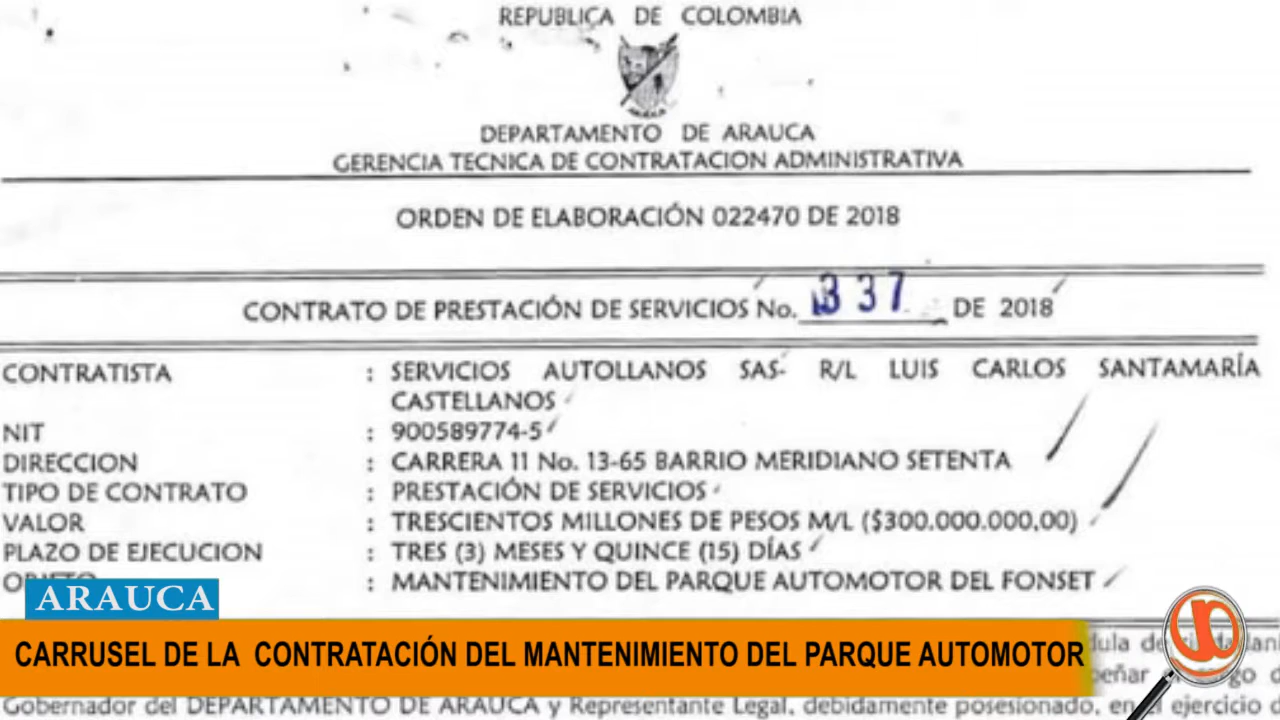 REPUBLICA DE COLOMBIA
DEPARTAMENTO DE ARAUCA
GERENCIA TECNICA DE CONTRATACION ADMINISTRATIVA
ORDEN DE ELABORACIÓN 022470 DE 2018
CONTRATO DE PRESTACIÓN DE SERVICIOS No. 337 DE 2018
CONTRATISTA : SERVICIOS AUTOLLANOS SAS R/L LUIS CARLOS SANTAMARÍA
CASTELLANOS
NIT : 900589774-5
DIRECCION : CARRERA 11 No. 13-65 BARRIO MERIDIANO SETENTA
TIPO DE CONTRATO : PRESTACIÓN DE SERVICIOS
VALOR : TRESCIENTOS MILLONES DE PESOS M/L ($300.000.000,00)
PLAZO DE EJECUCION : TRES (3) MESES Y QUINCE (15) DÍAS
OBJETO : MANTENIMIENTO DEL PARQUE AUTOMOTOR DEL FONSET
ARAUCA
CARRUSEL DE LA CONTRATACIÓN DEL MANTENIMIENTO DEL PARQUE AUTOMOTOR
Gobernador del DEPARTAMENTO DE ARAUCA y Representante Legal, debidamente posesionado, en el ejercicio